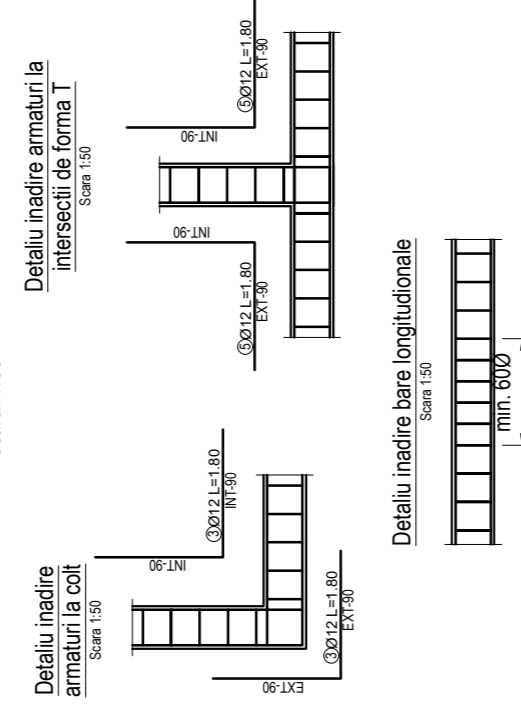 Detaliu inadire armaturi la
intersectii de forma T
Scara 1:50
INT-90
⑤Ø12 L=1.80
EXT-90
INT-90
⑤Ø12 L=1.80
EXT-90
Detaliu inadire
armaturi la colt
Scara 1:50
INT-90
③Ø12 L=1.80
INT-90
EXT-90
③Ø12 L=1.80
EXT-90
Detaliu inadire bare longitudionale
Scara 1:50
min. 60Ø